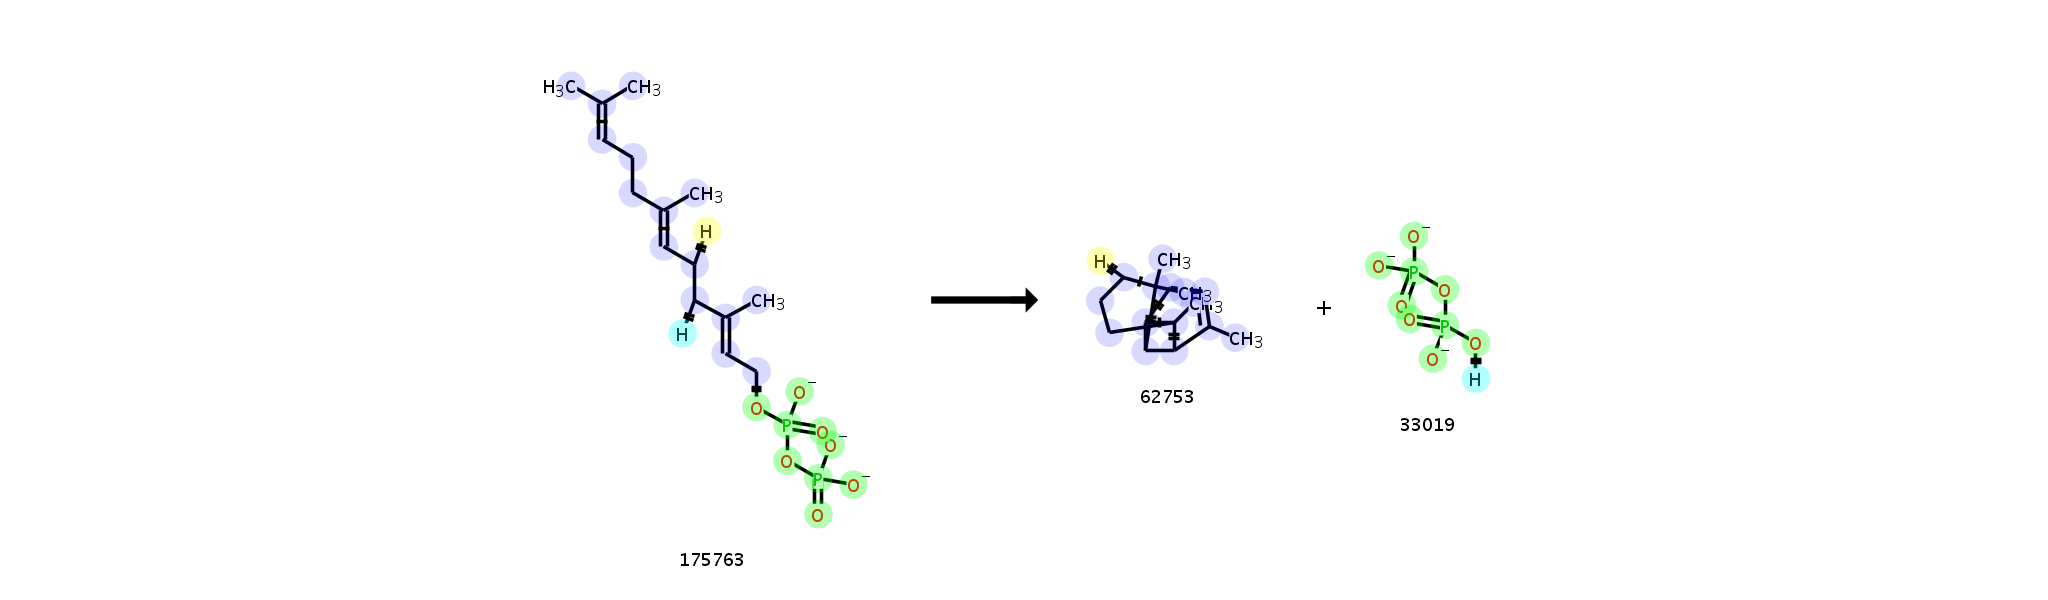 H₃C CH₃
CH₃
H
CH₃
H
O O⁻
P O
O O⁻
P O⁻
O
175763
H CH₃
CH₃
CH₃
CH₃
62753
+
O⁻
O⁻ P
O O
O P O
O⁻
H
33019